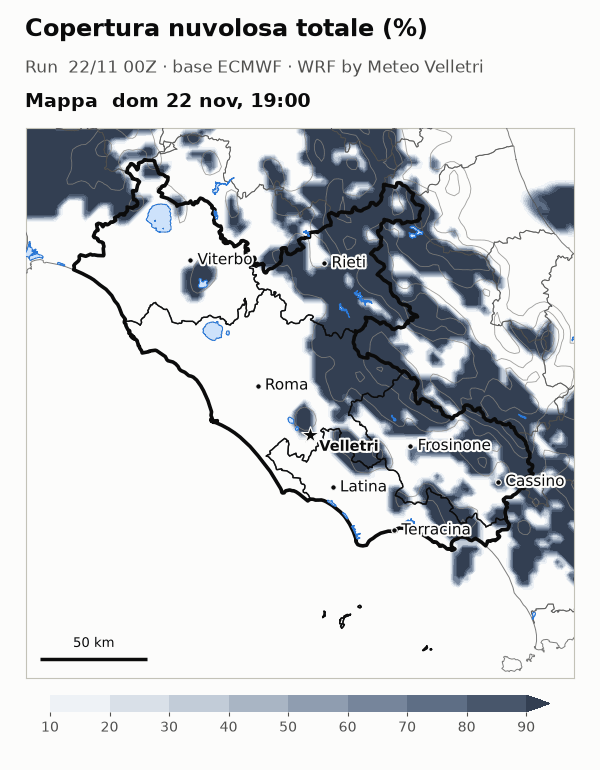 Copertura nuvolosa totale (%)
Run 22/11 00Z · base ECMWF · WRF by Meteo Velletri
Mappa dom 22 nov, 19:00
Viterbo
Rieti
Roma
Velletri
Frosinone
Cassino
Latina
Terracina
50 km
10 20 30 40 50 60 70 80 90